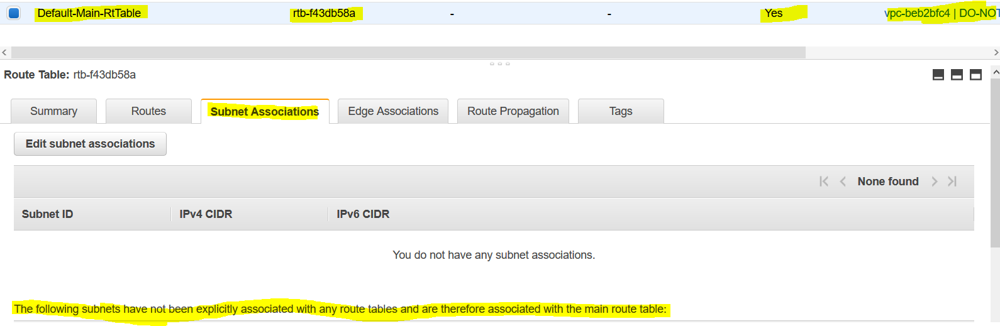 Default-Main-RtTable rtb-f43db58a - - Yes vpc-beb2bfc4 | DO-NOT
Route Table: rtb-f43db58a
Summary Routes Subnet Associations Edge Associations Route Propagation Tags
Edit subnet associations
None found
Subnet ID IPv4 CIDR IPv6 CIDR
You do not have any subnet associations.
The following subnets have not been explicitly associated with any route tables and are therefore associated with the main route table: